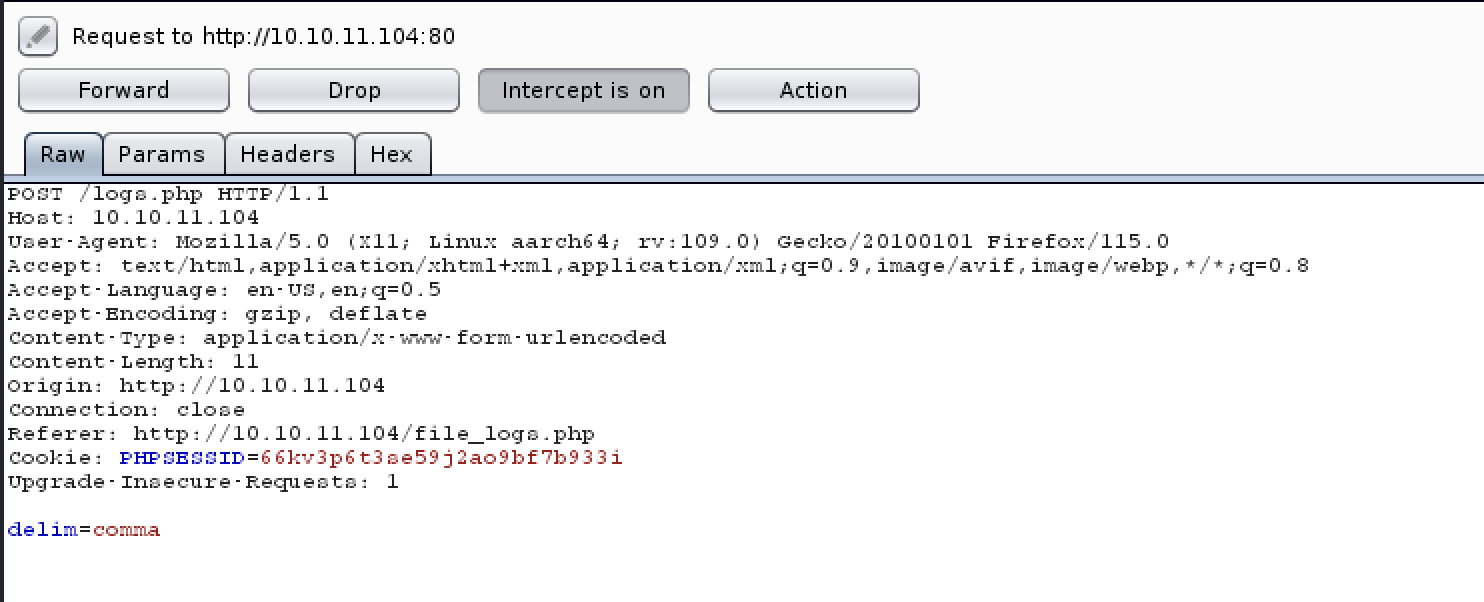 Request to http://10.10.11.104:80
Forward Drop Intercept is on Action
Raw Params Headers Hex
POST /logs.php HTTP/1.1
Host: 10.10.11.104
User-Agent: Mozilla/5.0 (X11; Linux aarch64; rv:109.0) Gecko/20100101 Firefox/115.0
Accept: text/html,application/xhtml+xml,application/xml;q=0.9,image/avif,image/webp,*/*;q=0.8
Accept-Language: en-US,en;q=0.5
Accept-Encoding: gzip, deflate
Content-Type: application/x-www-form-urlencoded
Content-Length: 11
Origin: http://10.10.11.104
Connection: close
Referer: http://10.10.11.104/file_logs.php
Cookie: PHPSESSID=66kv3p6t3se59j2ao9bf7b933i
Upgrade-Insecure-Requests: 1
delim=comma